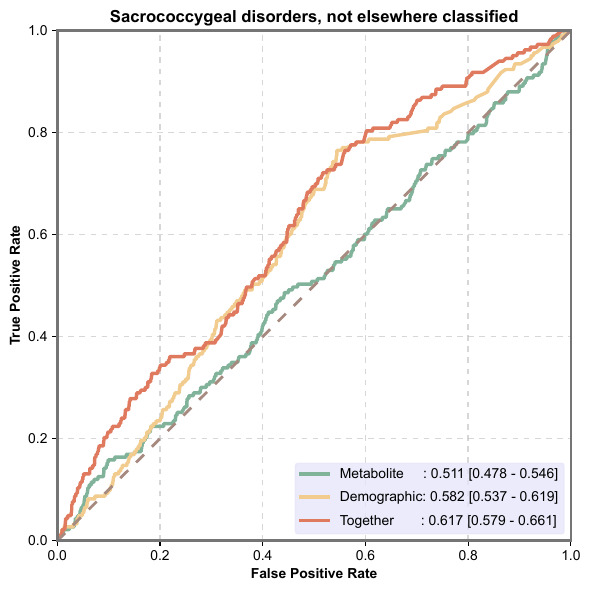 Sacrococcygeal disorders, not elsewhere classified
1.0
0.8
0.6
0.4
0.2
0.0
True Positive Rate
Metabolite : 0.511 [0.478 - 0.546]
Demographic: 0.582 [0.537 - 0.619]
Together : 0.617 [0.579 - 0.661]
0.0 0.2 0.4 0.6 0.8 1.0
False Positive Rate